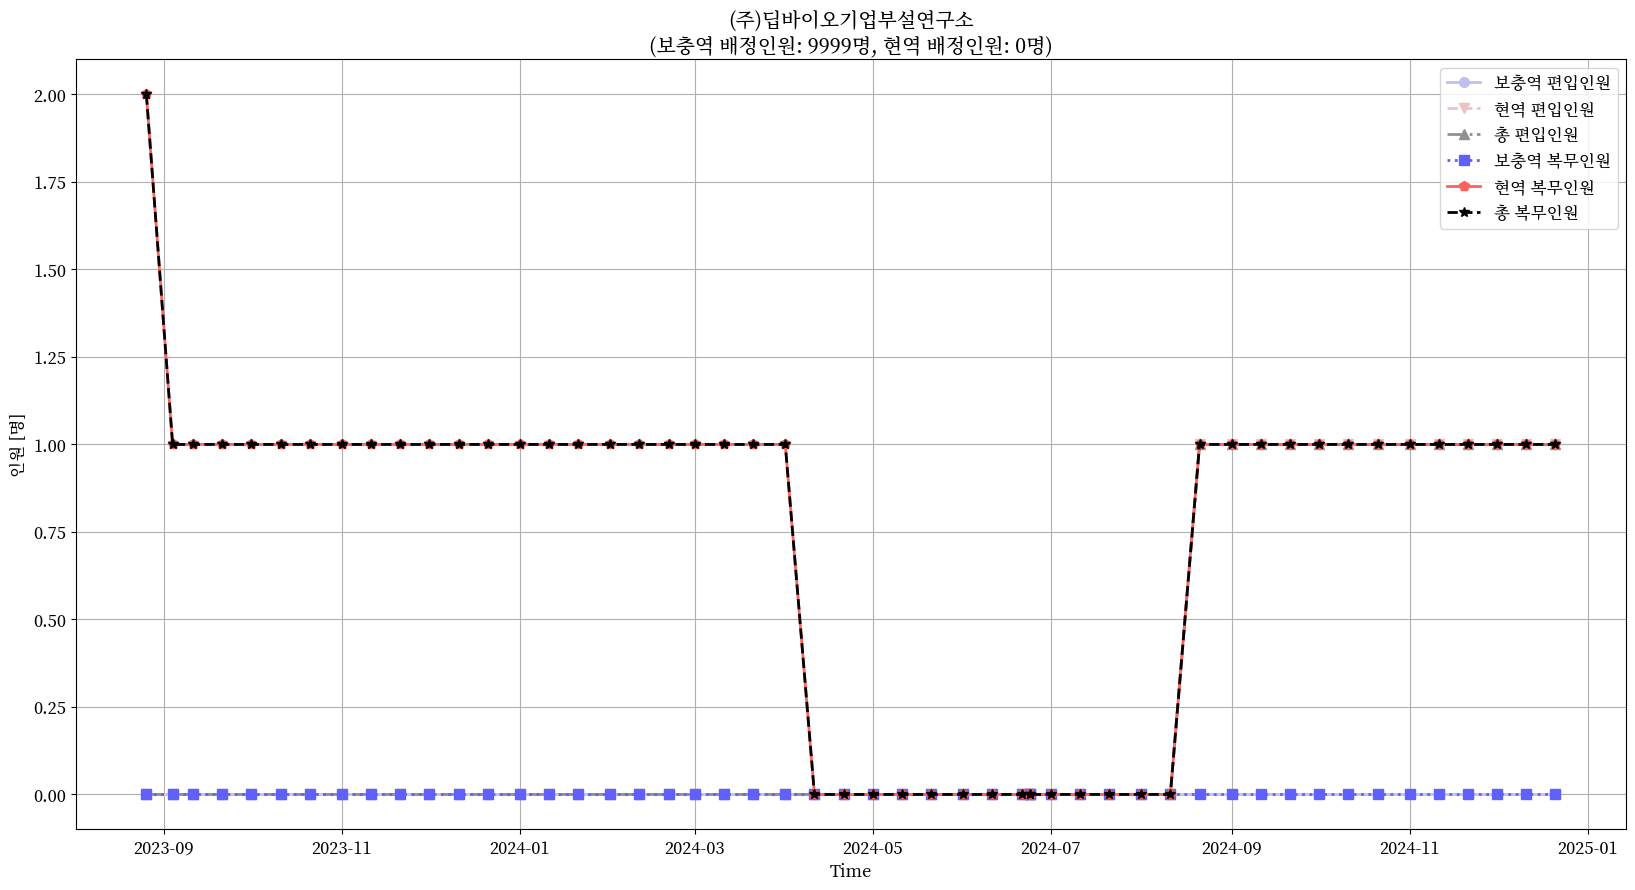 (주)딥바이오기업부설연구소
(보충역 배정인원: 9999명, 현역 배정인원: 0명)
보충역 편입인원
현역 편입인원
총 편입인원
보충역 복무인원
현역 복무인원
총 복무인원
인원 [명]
2.00
1.75
1.50
1.25
1.00
0.75
0.50
0.25
0.00
2023-09
2023-11
2024-01
2024-03
2024-05
2024-07
2024-09
2024-11
2025-01
Time